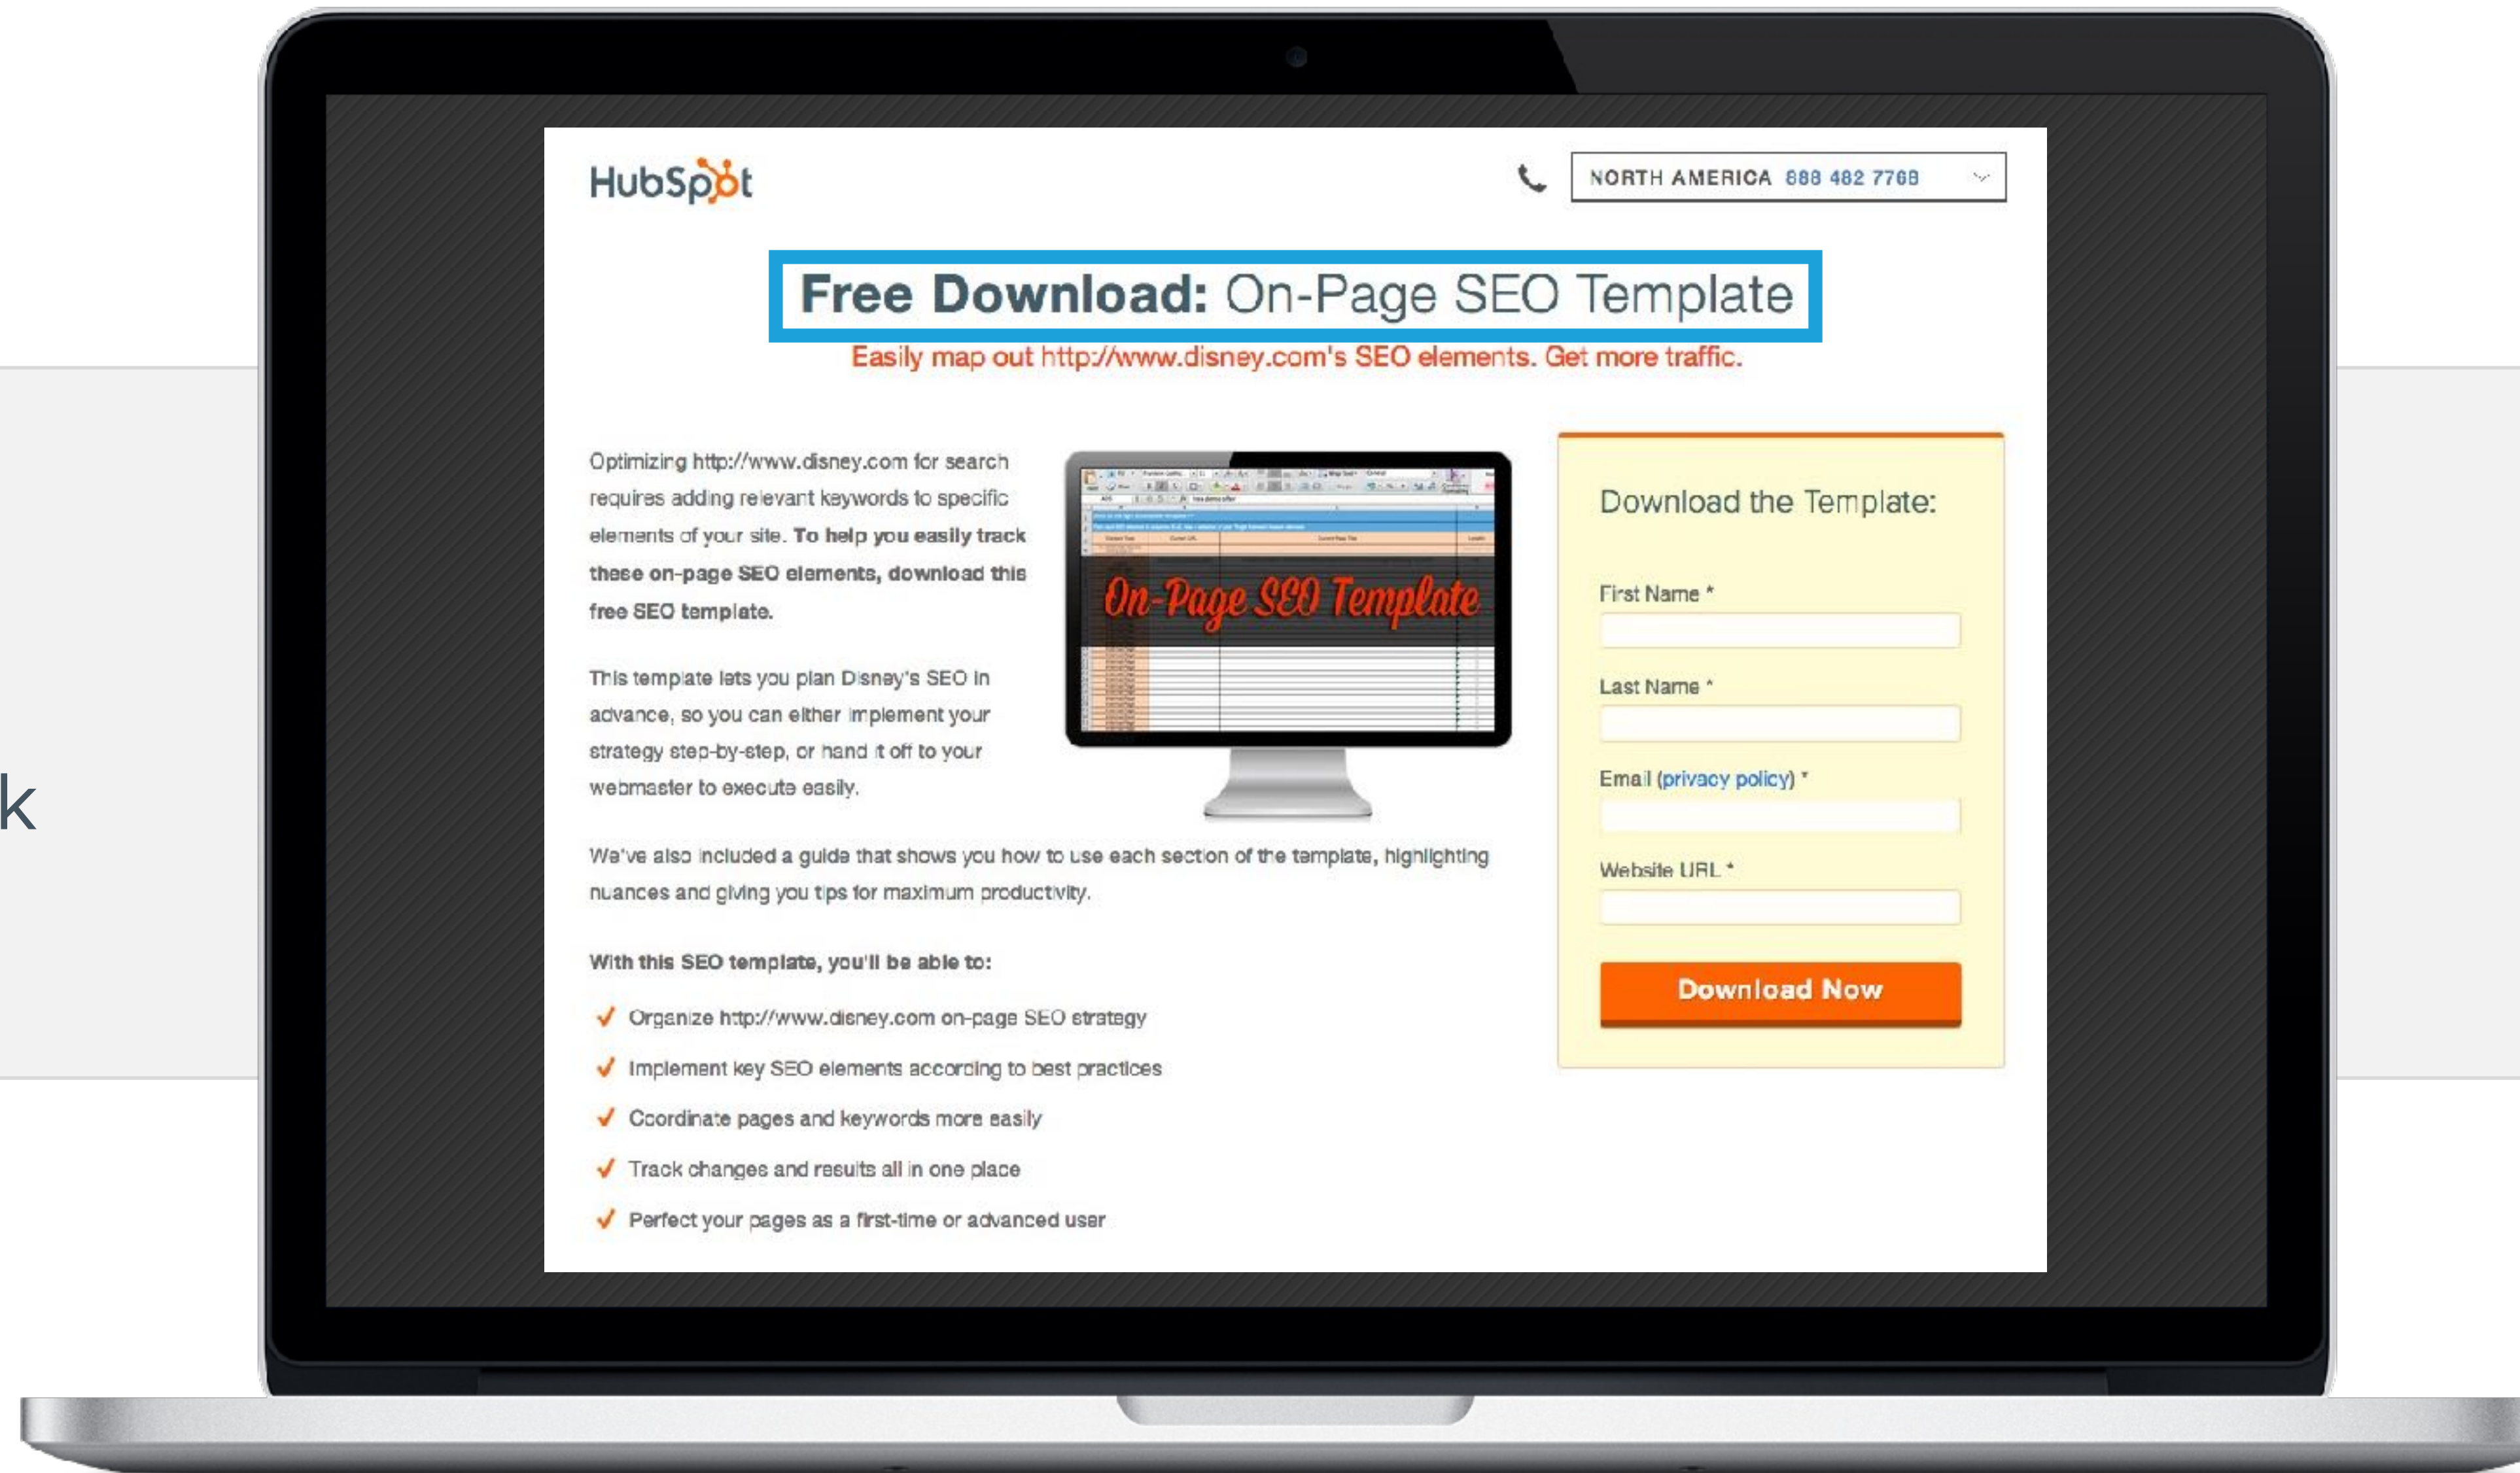 k
HubSpot
NORTH AMERICA 888 482 7768
Free Download: On-Page SEO Template
Easily map out http://www.disney.com's SEO elements. Get more traffic.
Optimizing http://www.disney.com for search
requires adding relevant keywords to specific
elements of your site. To help you easily track
these on-page SEO elements, download this
free SEO template.
This template lets you plan Disney's SEO in
advance, so you can either implement your
strategy step-by-step, or hand it off to your
webmaster to execute easily.
On-Page SEO Template
We've also included a guide that shows you how to use each section of the template, highlighting
nuances and giving you tips for maximum productivity.
With this SEO template, you'll be able to:
Organize http://www.disney.com on-page SEO strategy
Implement key SEO elements according to best practices
Coordinate pages and keywords more easily
Track changes and results all in one place
Perfect your pages as a first-time or advanced user
Download the Template:
First Name *
Last Name *
Email (privacy policy) *
Website URL *
Download Now